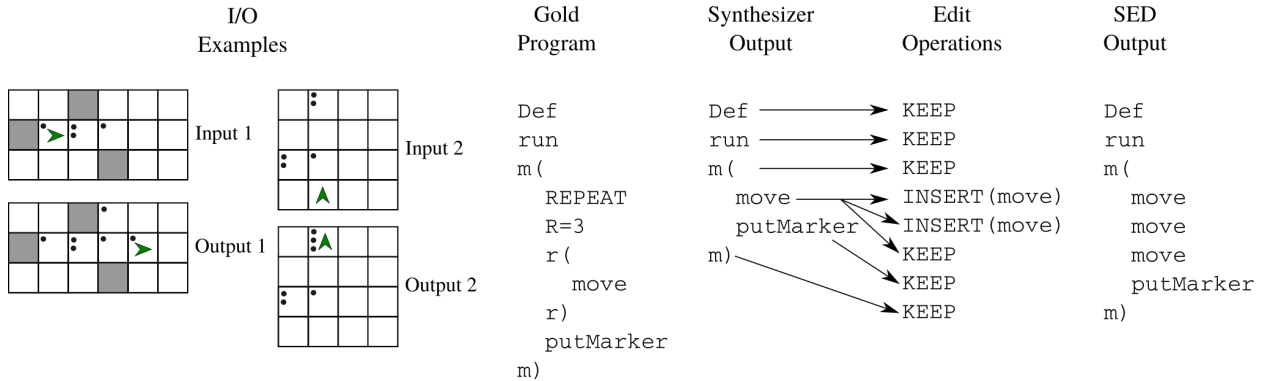 I/O
Examples
Input 1
Output 1
Input 2
Output 2
Gold
Program
Def
run
m(
REPEAT
R=3
r(
move
r)
putMarker
m)
Synthesizer
Output
Def
run
m(
move
putMarker
m)
Edit
Operations
KEEP
KEEP
KEEP
INSERT(move)
INSERT(move)
KEEP
KEEP
KEEP
SED
Output
Def
run
m(
move
move
move
putMarker
m)